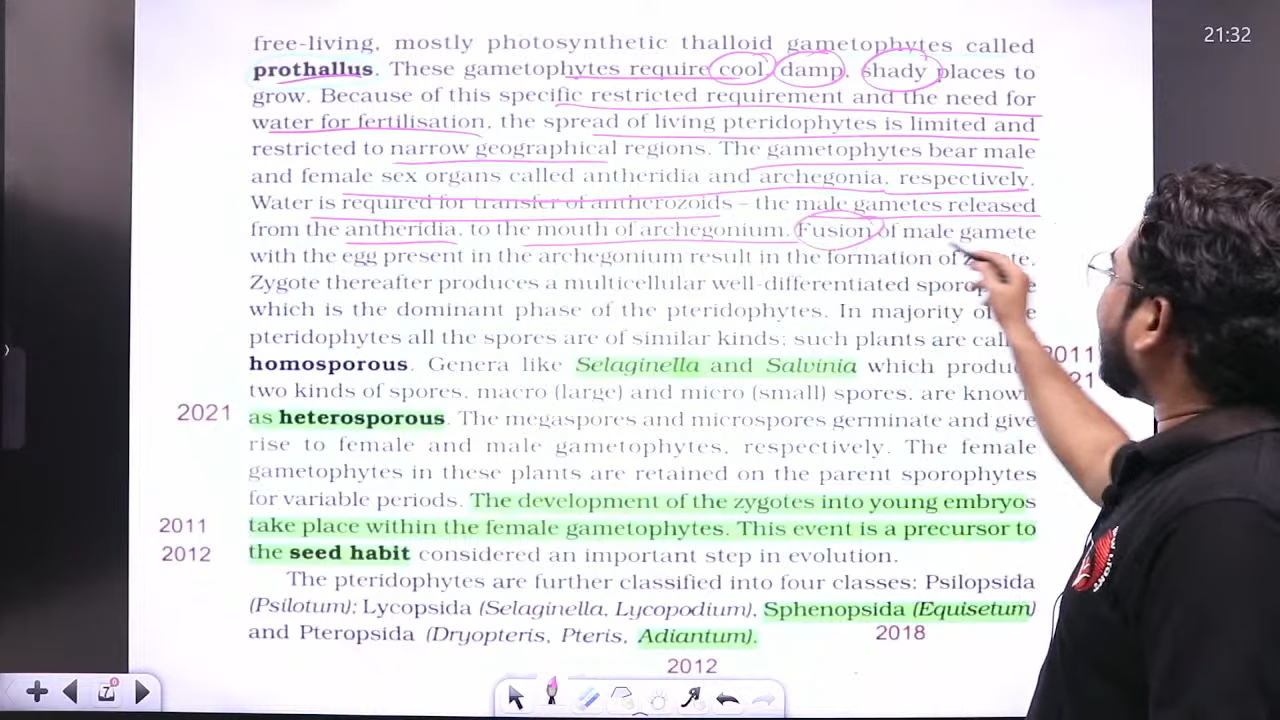 21:32
free-living, mostly photosynthetic thalloid gametophytes called
prothallus. These gametophytes require cool, damp, shady places to
grow. Because of this specific restricted requirement and the need for
water for fertilisation, the spread of living pteridophytes is limited and
restricted to narrow geographical regions. The gametophytes bear male
and female sex organs called antheridia and archegonia, respectively.
Water is required for transfer of antherozoids – the male gametes released
from the antheridia, to the mouth of archegonium. Fusion of male gamete
with the egg present in the archegonium result in the formation of
Zygote thereafter produces a multicellular well-differentiated
which is the dominant phase of the pteridophytes. In majority
pteridophytes all the spores are of similar kinds; such plants are
homosporous. Genera like Selaginella and Salvinia which
2011
two kinds of spores, macro (large) and micro (small) spores, are
2021 as heterosporous. The megaspores and microspores germinate and give
rise to female and male gametophytes, respectively. The female
gametophytes in these plants are retained on the parent sporophytes
for variable periods. The development of the zygotes into young embryos
2011 take place within the female gametophytes. This event is a precursor to
2012 the seed habit considered an important step in evolution.
The pteridophytes are further classified into four classes: Psilopsida
(Psilotum); Lycopsida (Selaginella, Lycopodium), Sphenopsida (Equisetum)
and Pteropsida (Dryopteris, Pteris, Adiantum). 2018
2012
7